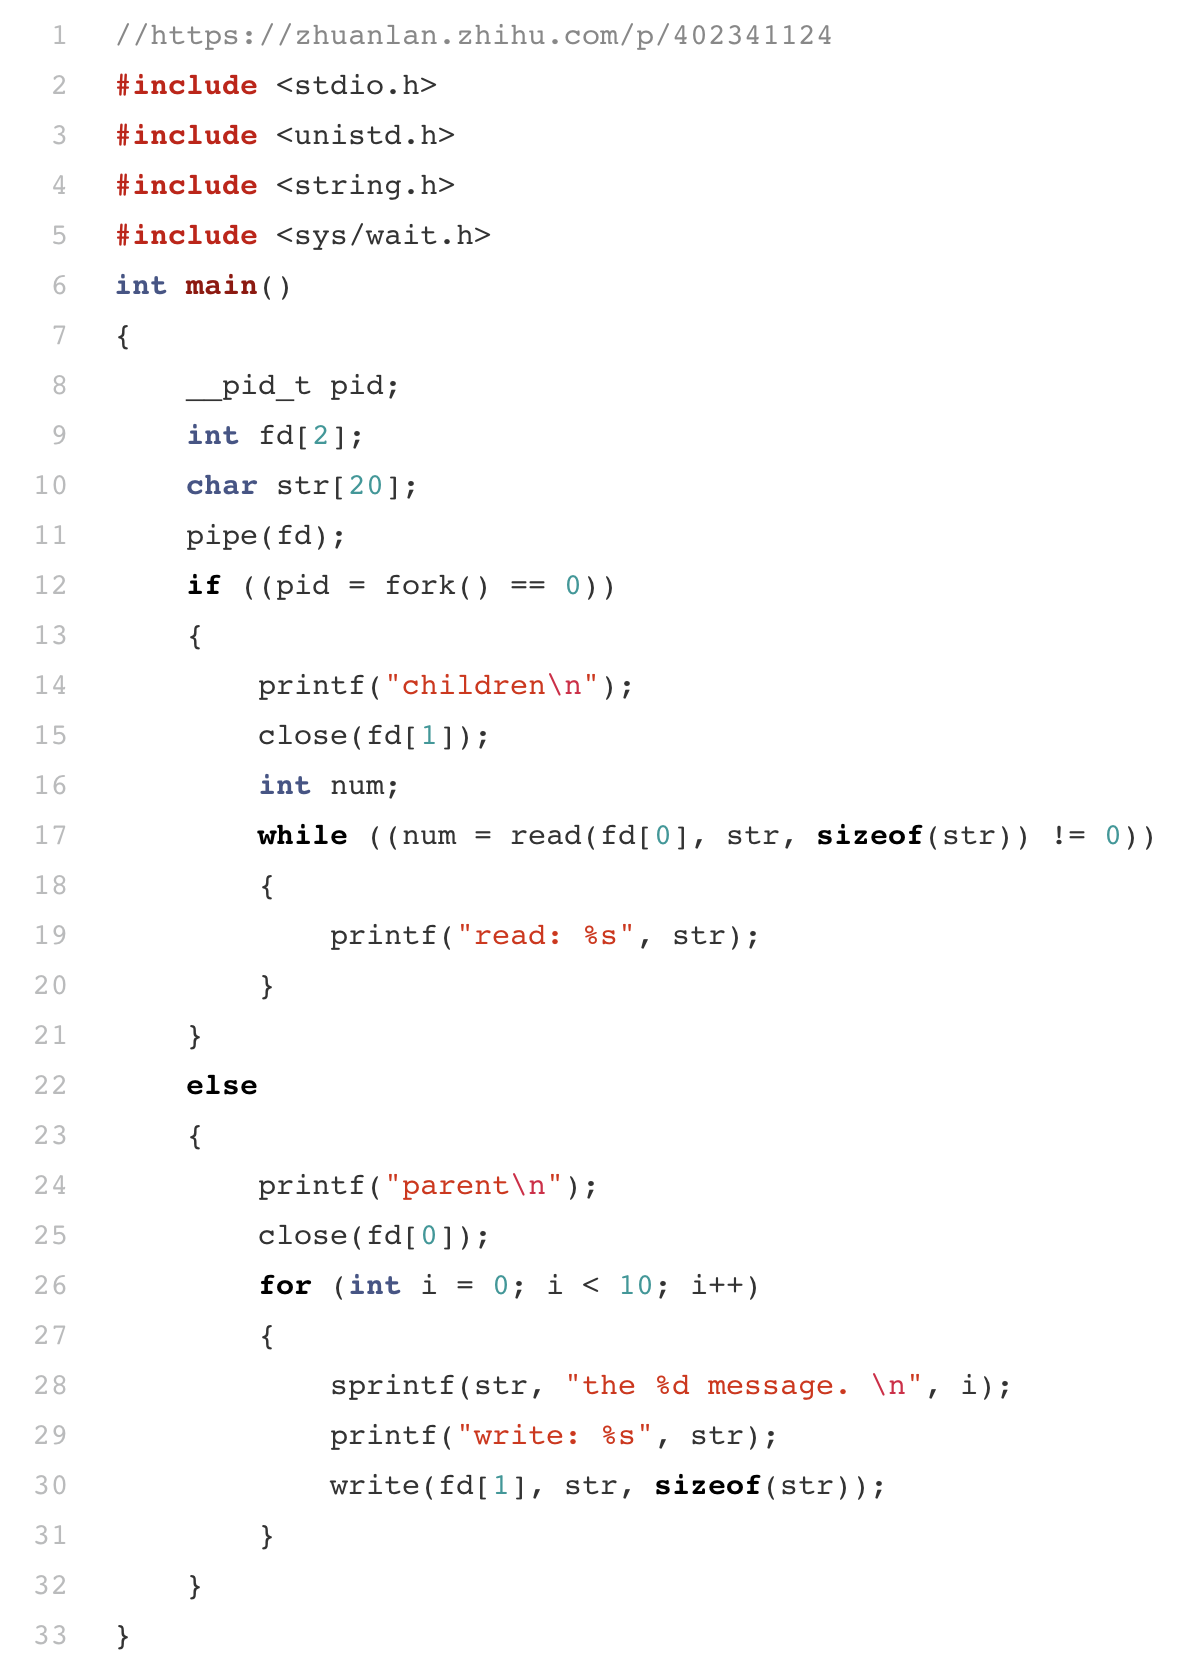 1 //https://zhuanlan.zhihu.com/p/402341124
2 #include <stdio.h>
3 #include <unistd.h>
4 #include <string.h>
5 #include <sys/wait.h>
6 int main()
7 {
8     __pid_t pid;
9     int fd[2];
10     char str[20];
11     pipe(fd);
12     if ((pid = fork() == 0))
13     {
14         printf("children\n");
15         close(fd[1]);
16         int num;
17         while ((num = read(fd[0], str, sizeof(str)) != 0))
18         {
19             printf("read: %s", str);
20         }
21     }
22     else
23     {
24         printf("parent\n");
25         close(fd[0]);
26         for (int i = 0; i < 10; i++)
27         {
28             sprintf(str, "the %d message. \n", i);
29             printf("write: %s", str);
30             write(fd[1], str, sizeof(str));
31         }
32     }
33 }